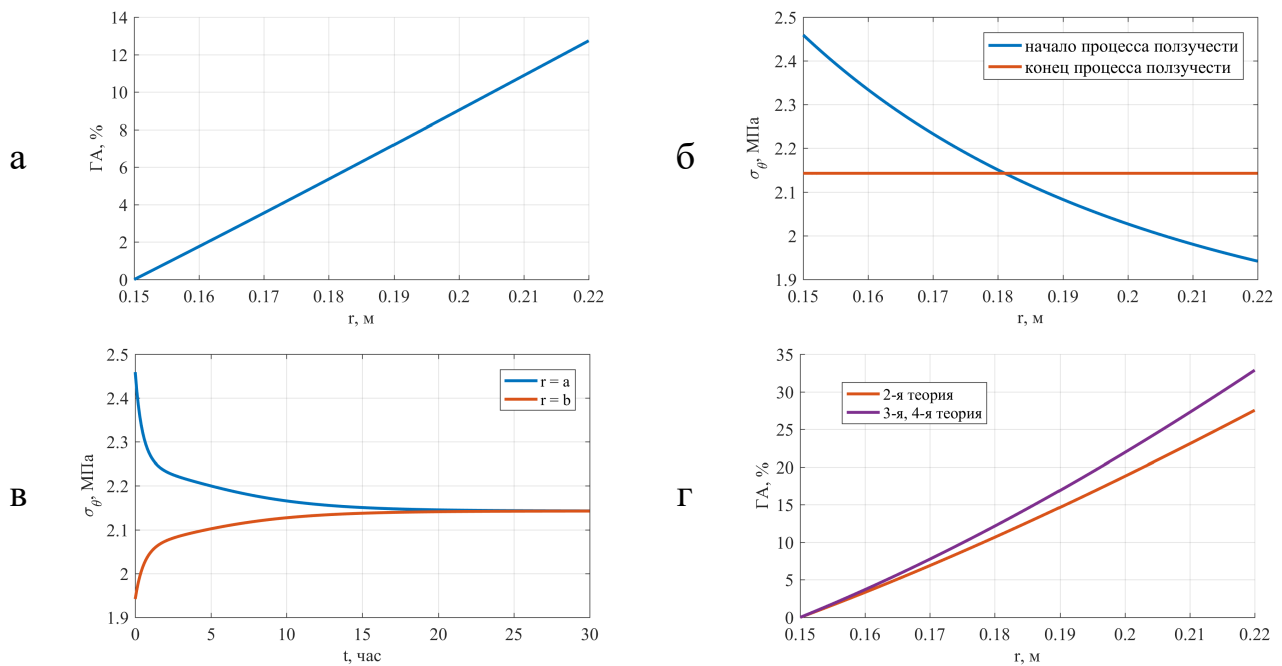 а
14
12
10
8
6
4
2
0
ГА, %
0.15 0.16 0.17 0.18 0.19 0.2 0.21 0.22
r, м
б
2.5
2.4
2.3
2.2
2.1
2
1.9
σθ, МПа
начало процесса ползучести
конец процесса ползучести
0.15 0.16 0.17 0.18 0.19 0.2 0.21 0.22
r, м
в
2.5
2.4
2.3
2.2
2.1
2
1.9
σθ, МПа
r = a
r = b
0 5 10 15 20 25 30
t, час
г
35
30
25
20
15
10
5
0
ГА, %
2-я теория
3-я, 4-я теория
0.15 0.16 0.17 0.18 0.19 0.2 0.21 0.22
r, м